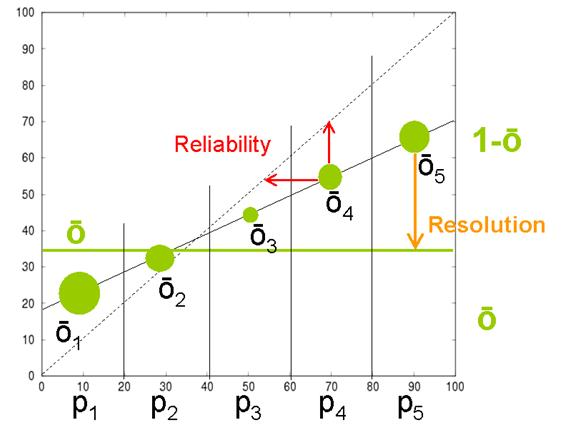 100
90
80
70
60
50
40
30
20
10
0
Reliability
Resolution
ō
1-ō
ō
ō₁
ō₂
ō₃
ō₄
ō₅
0 10 20 30 40 50 60 70 80 90 100
p₁ p₂ p₃ p₄ p₅